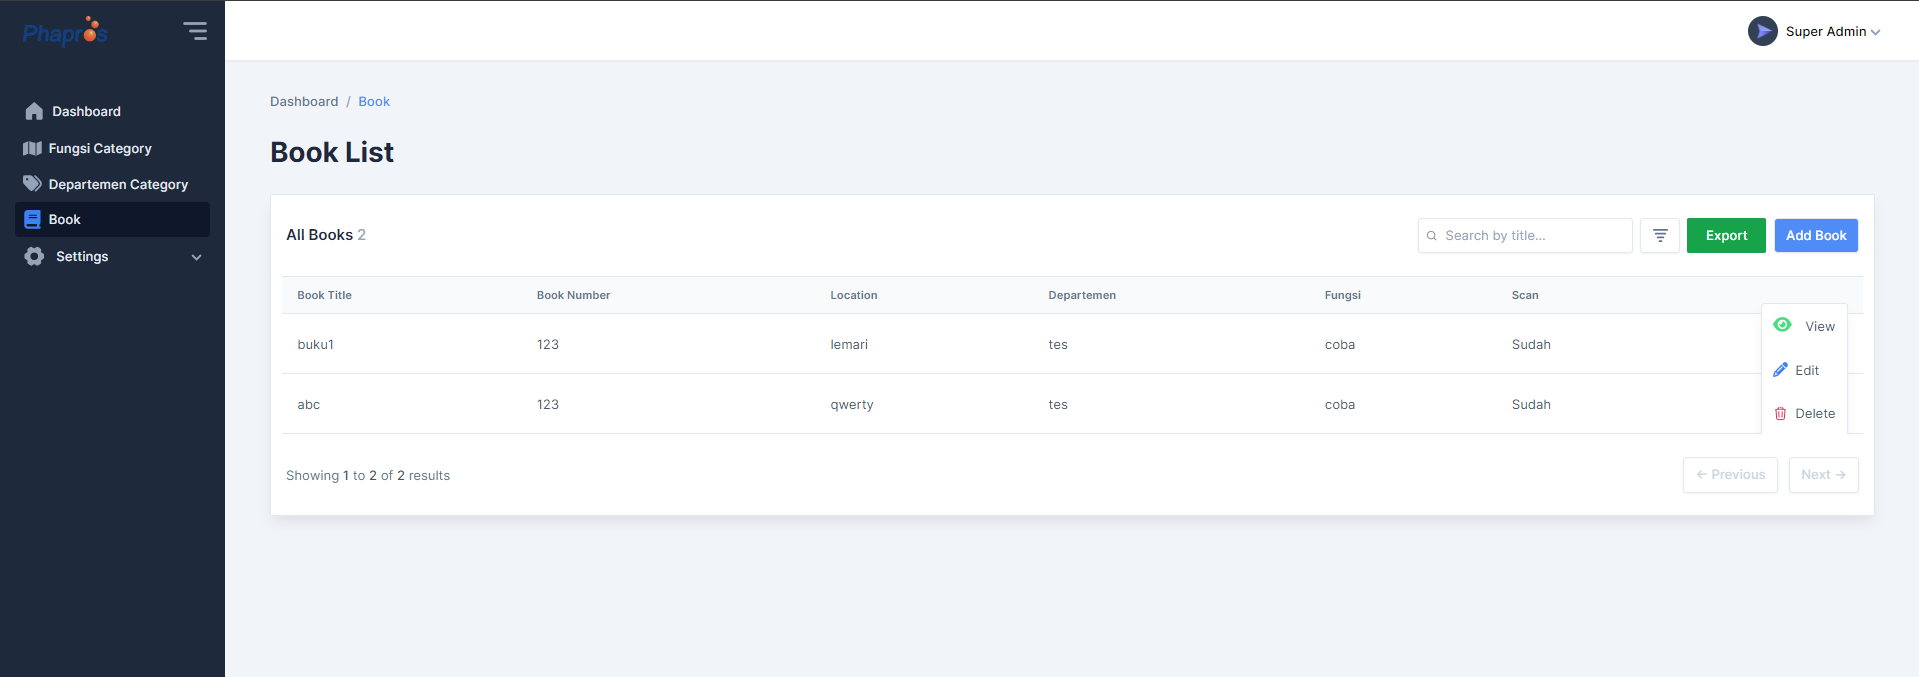 Phapros
Super Admin
Dashboard
Fungsi Category
Departemen Category
Book
Settings
Dashboard / Book
Book List
All Books 2
Search by title...
Export
Add Book
Book Title Book Number Location Departemen Fungsi Scan
buku1 123 lemari tes coba Sudah
abc 123 qwerty tes coba Sudah
View
Edit
Delete
Showing 1 to 2 of 2 results
← Previous
Next →